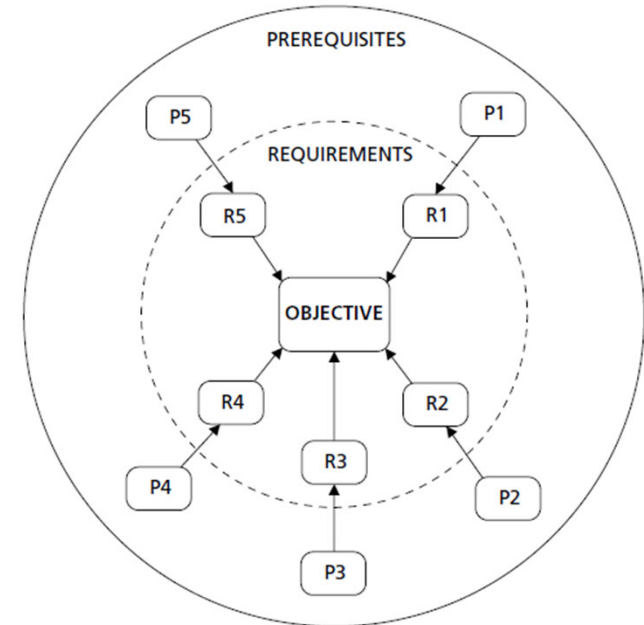 PREREQUISITES
P5
P1
REQUIREMENTS
R5
R1
OBJECTIVE
R4
R2
R3
P4
P2
P3